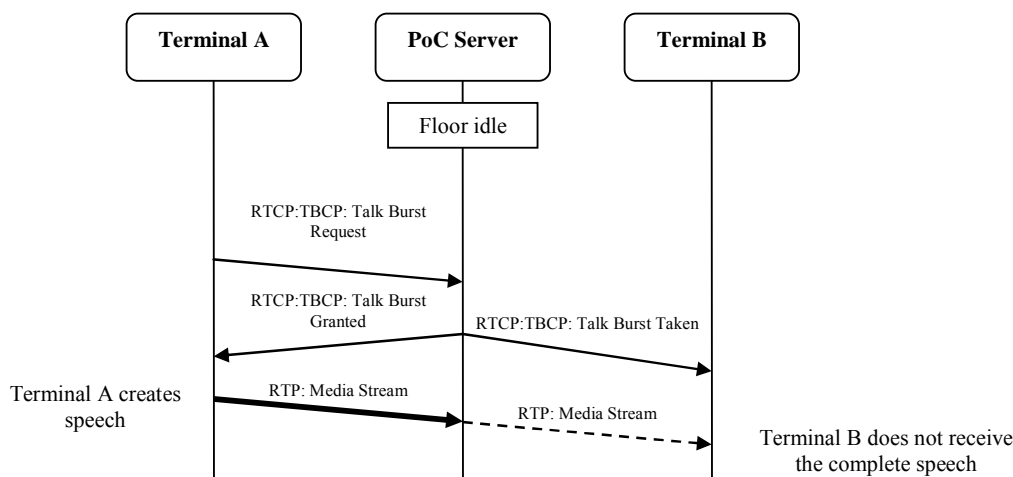 Terminal A
PoC Server
Terminal B
Floor idle
RTCP:TBCP: Talk Burst
Request
RTCP:TBCP: Talk Burst
Granted
RTCP:TBCP: Talk Burst Taken
Terminal A creates
speech
RTP: Media Stream
RTP: Media Stream
Terminal B does not receive
the complete speech